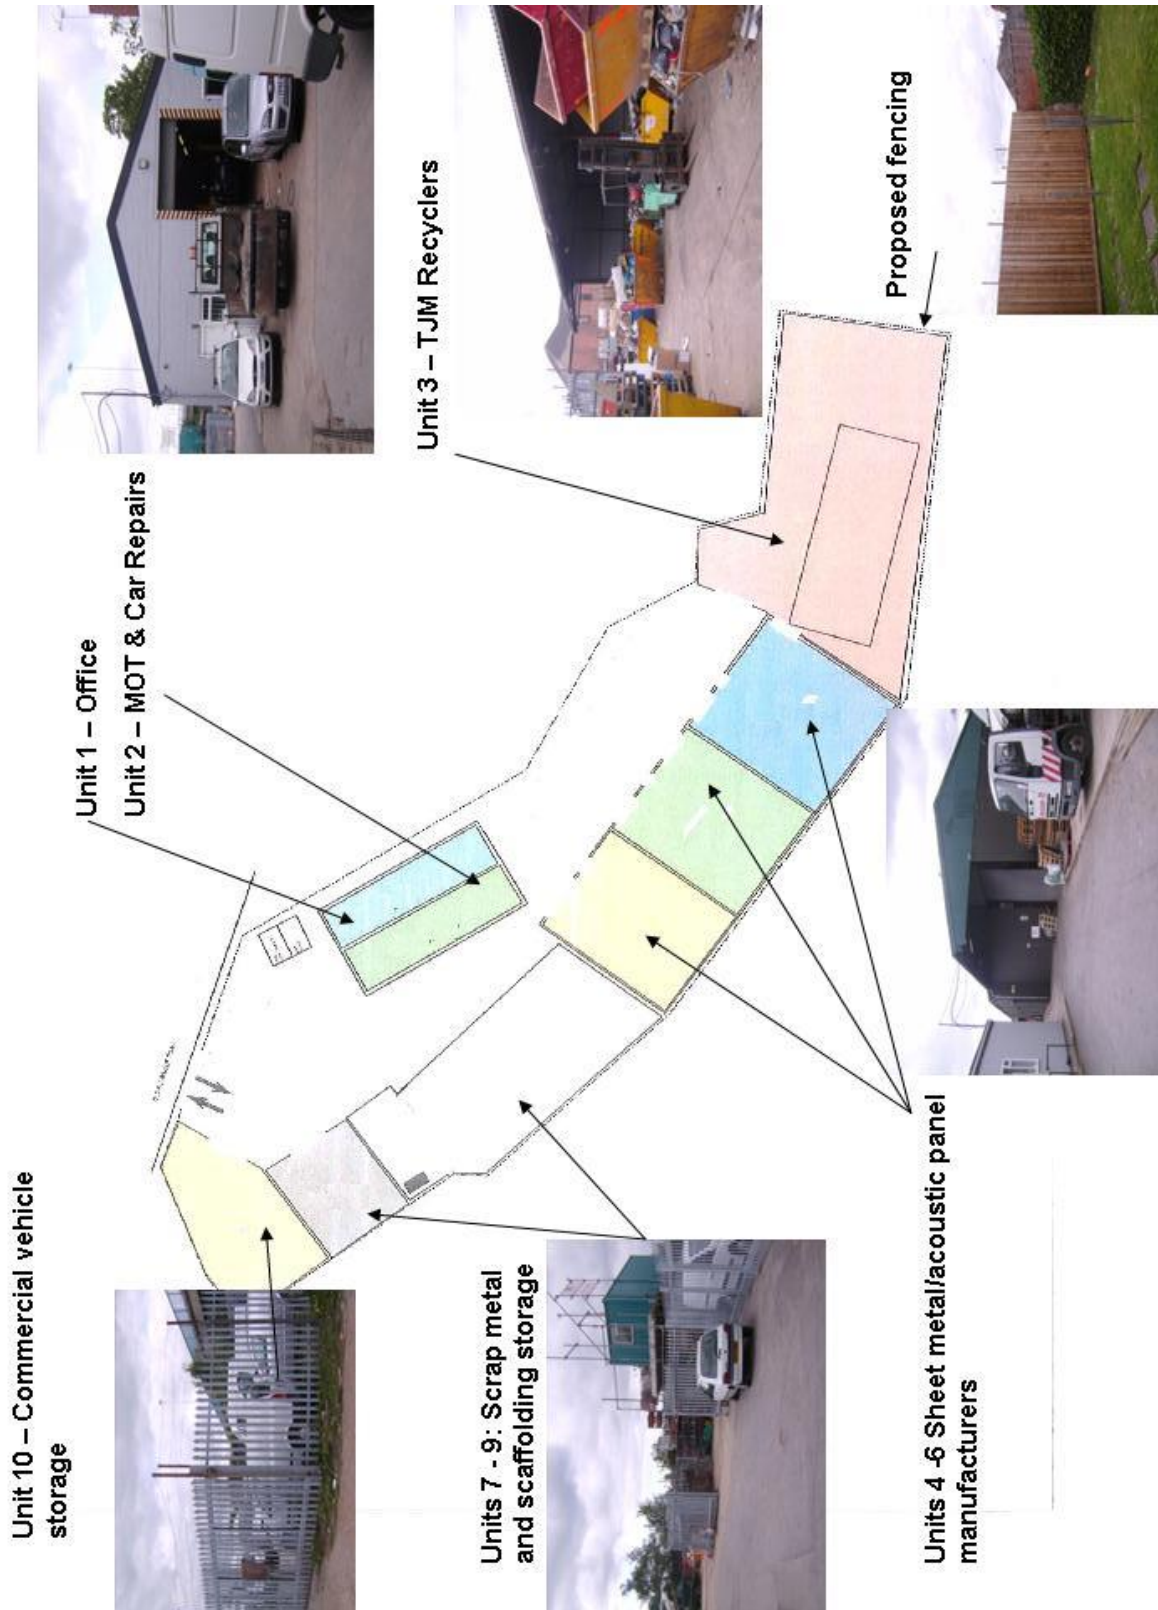 Unit 10 – Commercial vehicle
storage
Unit 1 – Office
Unit 2 – MOT & Car Repairs
Units 7 - 9: Scrap metal
and scaffolding storage
Unit 3 – TJM Recyclers
Units 4 -6 Sheet metal/acoustic panel
manufacturers
Proposed fencing